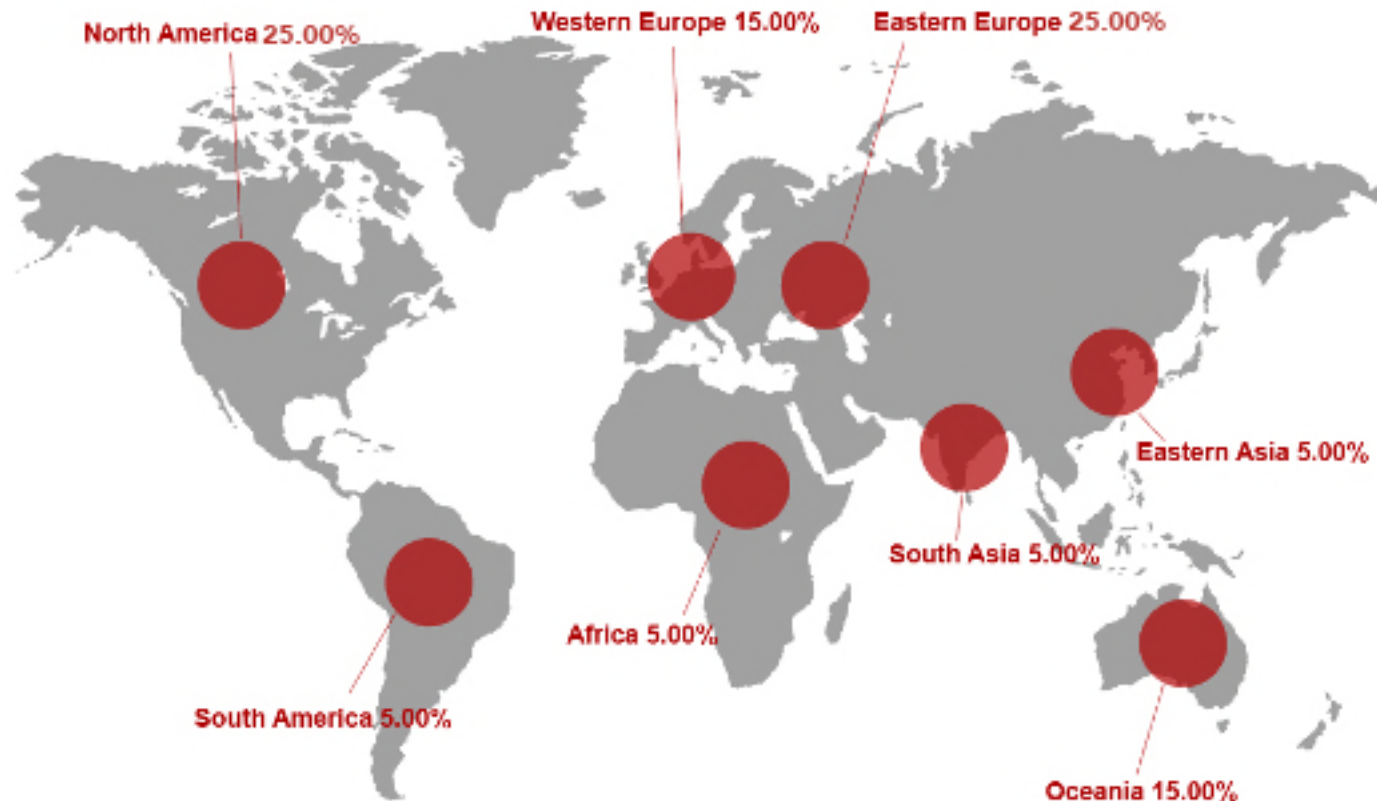 North America 25.00%
Western Europe 15.00%
Eastern Europe 25.00%
Eastern Asia 5.00%
South Asia 5.00%
Africa 5.00%
South America 5.00%
Oceania 15.00%